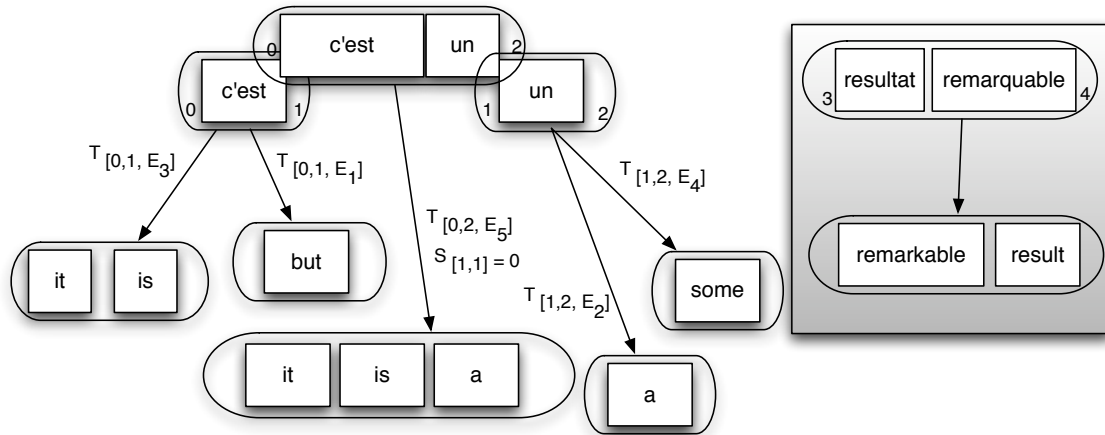 c'est un
0 2
c'est
0 1
un
1 2
resultat remarquable
3 4
T [0,1, E3]
T [0,1, E1]
T [0,2, E5]
S [1,1] = 0
T [1,2, E4]
T [1,2, E2]
it is
but
some
remarkable result
it is a
a